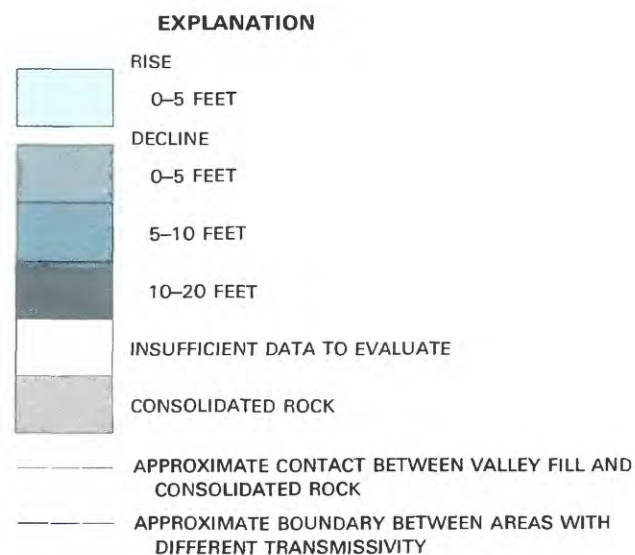 EXPLANATION
RISE
0–5 FEET
DECLINE
0–5 FEET
5–10 FEET
10–20 FEET
INSUFFICIENT DATA TO EVALUATE
CONSOLIDATED ROCK
APPROXIMATE CONTACT BETWEEN VALLEY FILL AND
CONSOLIDATED ROCK
APPROXIMATE BOUNDARY BETWEEN AREAS WITH
DIFFERENT TRANSMISSIVITY